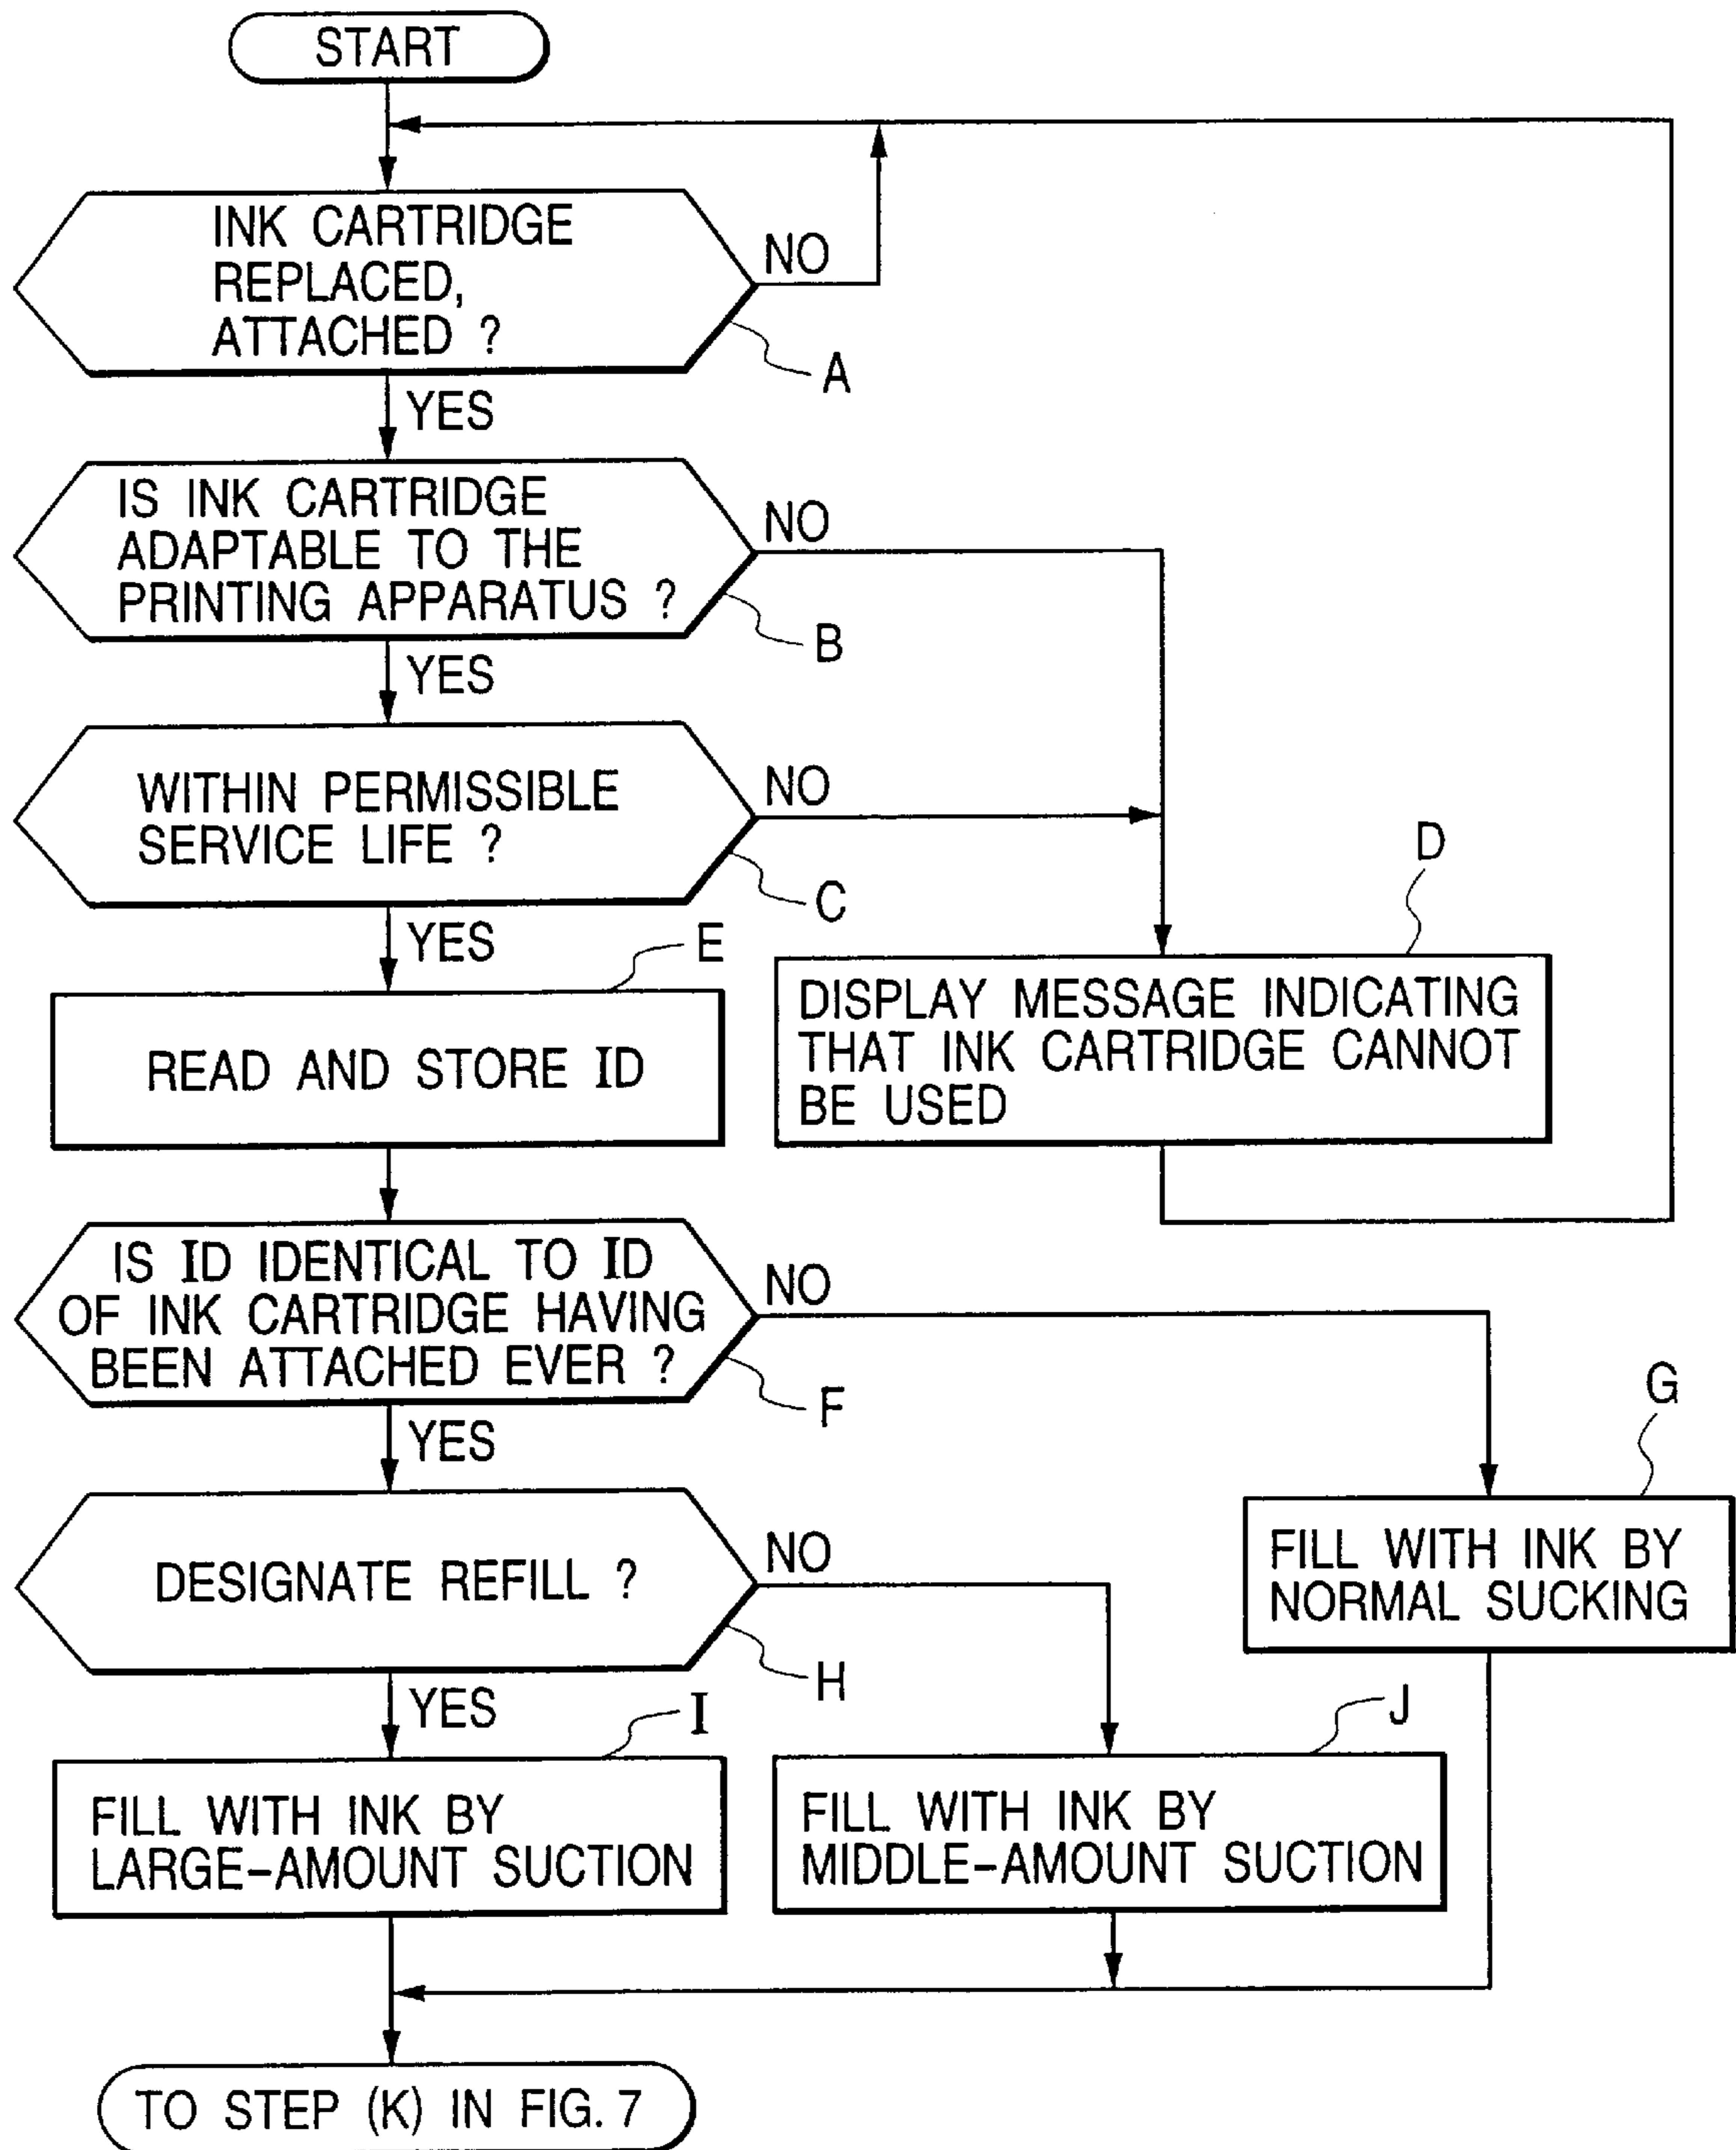 START
INK CARTRIDGE
REPLACED,
ATTACHED ?
NO
A
YES
IS INK CARTRIDGE
ADAPTABLE TO THE
PRINTING APPARATUS ?
NO
B
YES
WITHIN PERMISSIBLE
SERVICE LIFE ?
NO
C
YES
D
DISPLAY MESSAGE INDICATING
THAT INK CARTRIDGE CANNOT
BE USED
E
READ AND STORE ID
IS ID IDENTICAL TO ID
OF INK CARTRIDGE HAVING
BEEN ATTACHED EVER ?
NO
F
YES
G
FILL WITH INK BY
NORMAL SUCKING
DESIGNATE REFILL ?
NO
H
YES
I
FILL WITH INK BY
LARGE-AMOUNT SUCTION
J
FILL WITH INK BY
MIDDLE-AMOUNT SUCTION
TO STEP (K) IN FIG. 7